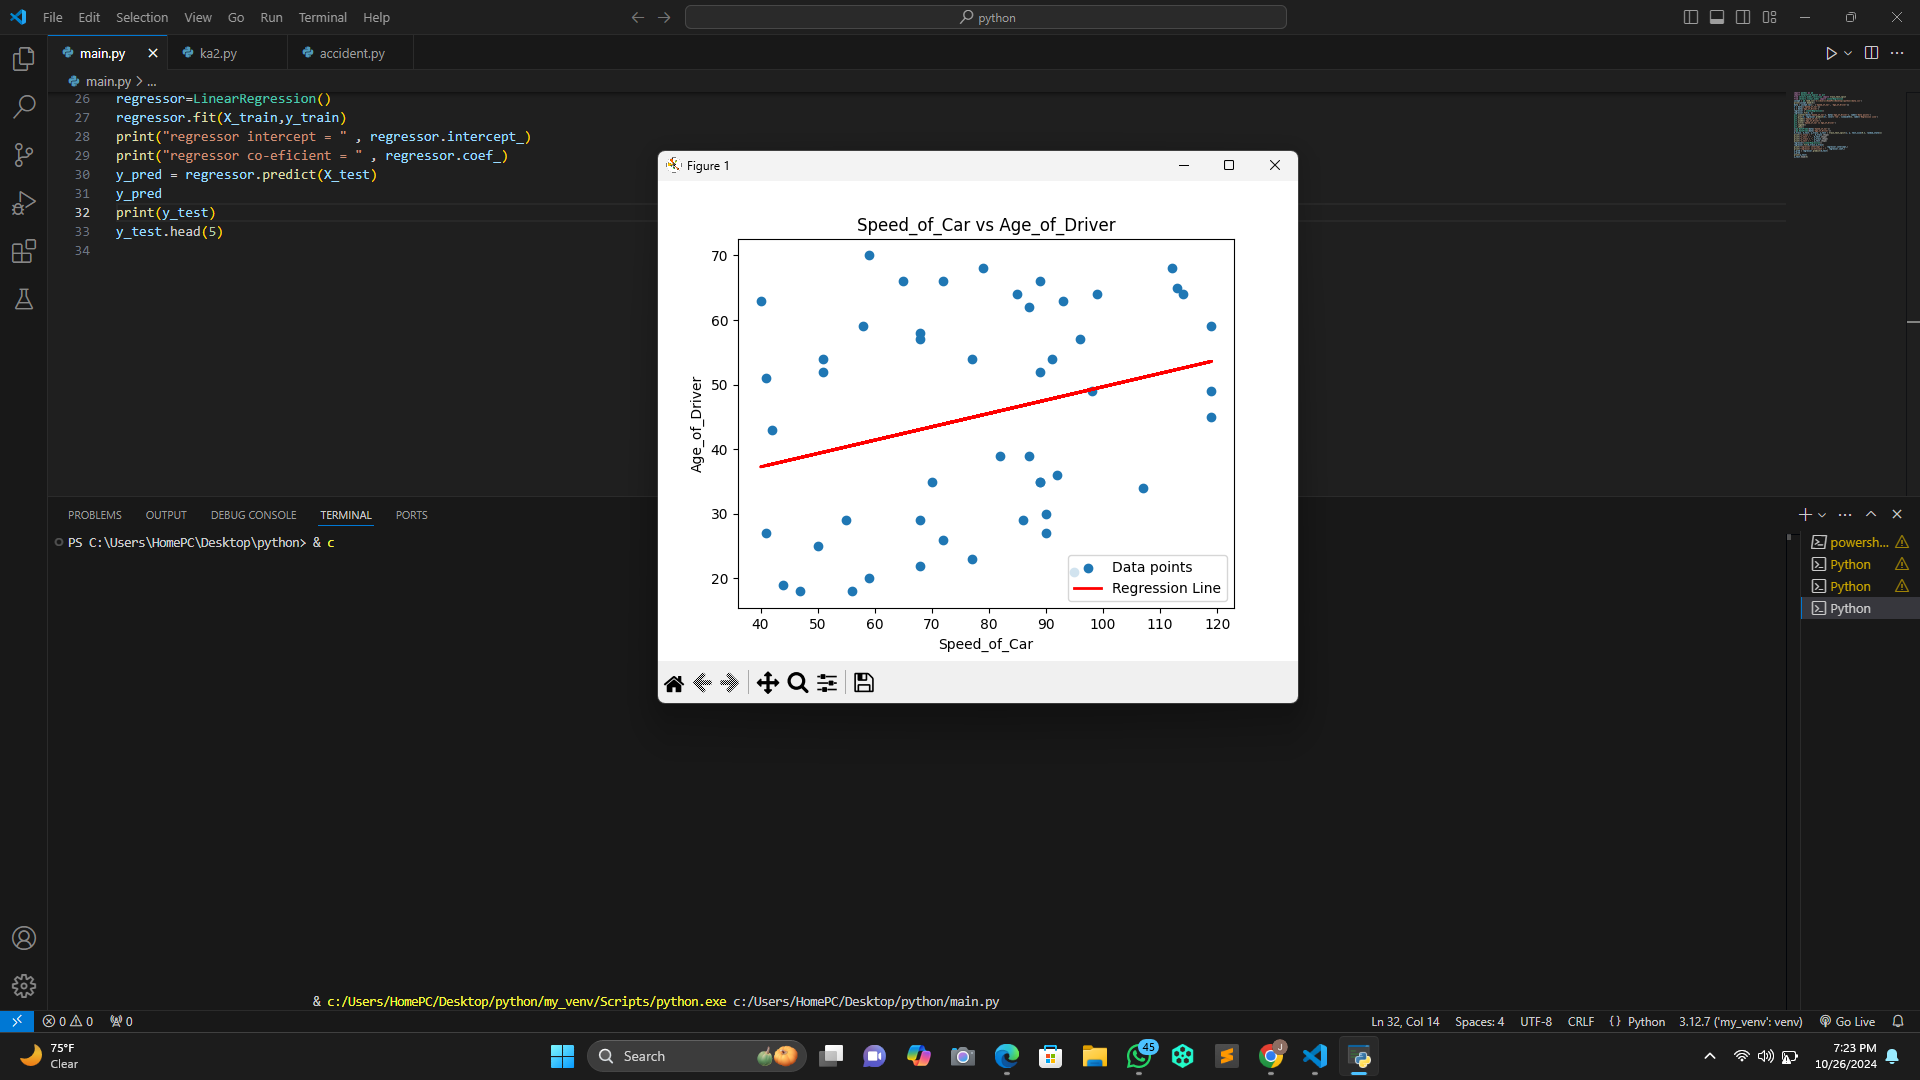 File Edit Selection View Go Run Terminal Help
python
main.py
ka2.py
accident.py
main.py > ...
26 regressor=LinearRegression()
27 regressor.fit(X_train,y_train)
28 print("regressor intercept = " , regressor.intercept_)
29 print("regressor co-eficient = " , regressor.coef_)
30 y_pred = regressor.predict(X_test)
31 y_pred
32 print(y_test)
33 y_test.head(5)
34
Figure 1
Speed_of_Car vs Age_of_Driver
70
60
50
40
30
20
Age_of_Driver
Data points
Regression Line
40 50 60 70 80 90 100 110 120
Speed_of_Car
PROBLEMS OUTPUT DEBUG CONSOLE TERMINAL PORTS
PS C:\Users\HomePC\Desktop\python> & c
powersh...
Python
Python
Python
& c:/Users/HomePC/Desktop/python/my_venv/Scripts/python.exe c:/Users/HomePC/Desktop/python/main.py
0 0 0
Ln 32, Col 14 Spaces: 4 UTF-8 CRLF {} Python 3.12.7 ('my_venv': venv) Go Live
75°F
Clear
Search
45
J
7:23 PM
10/26/2024